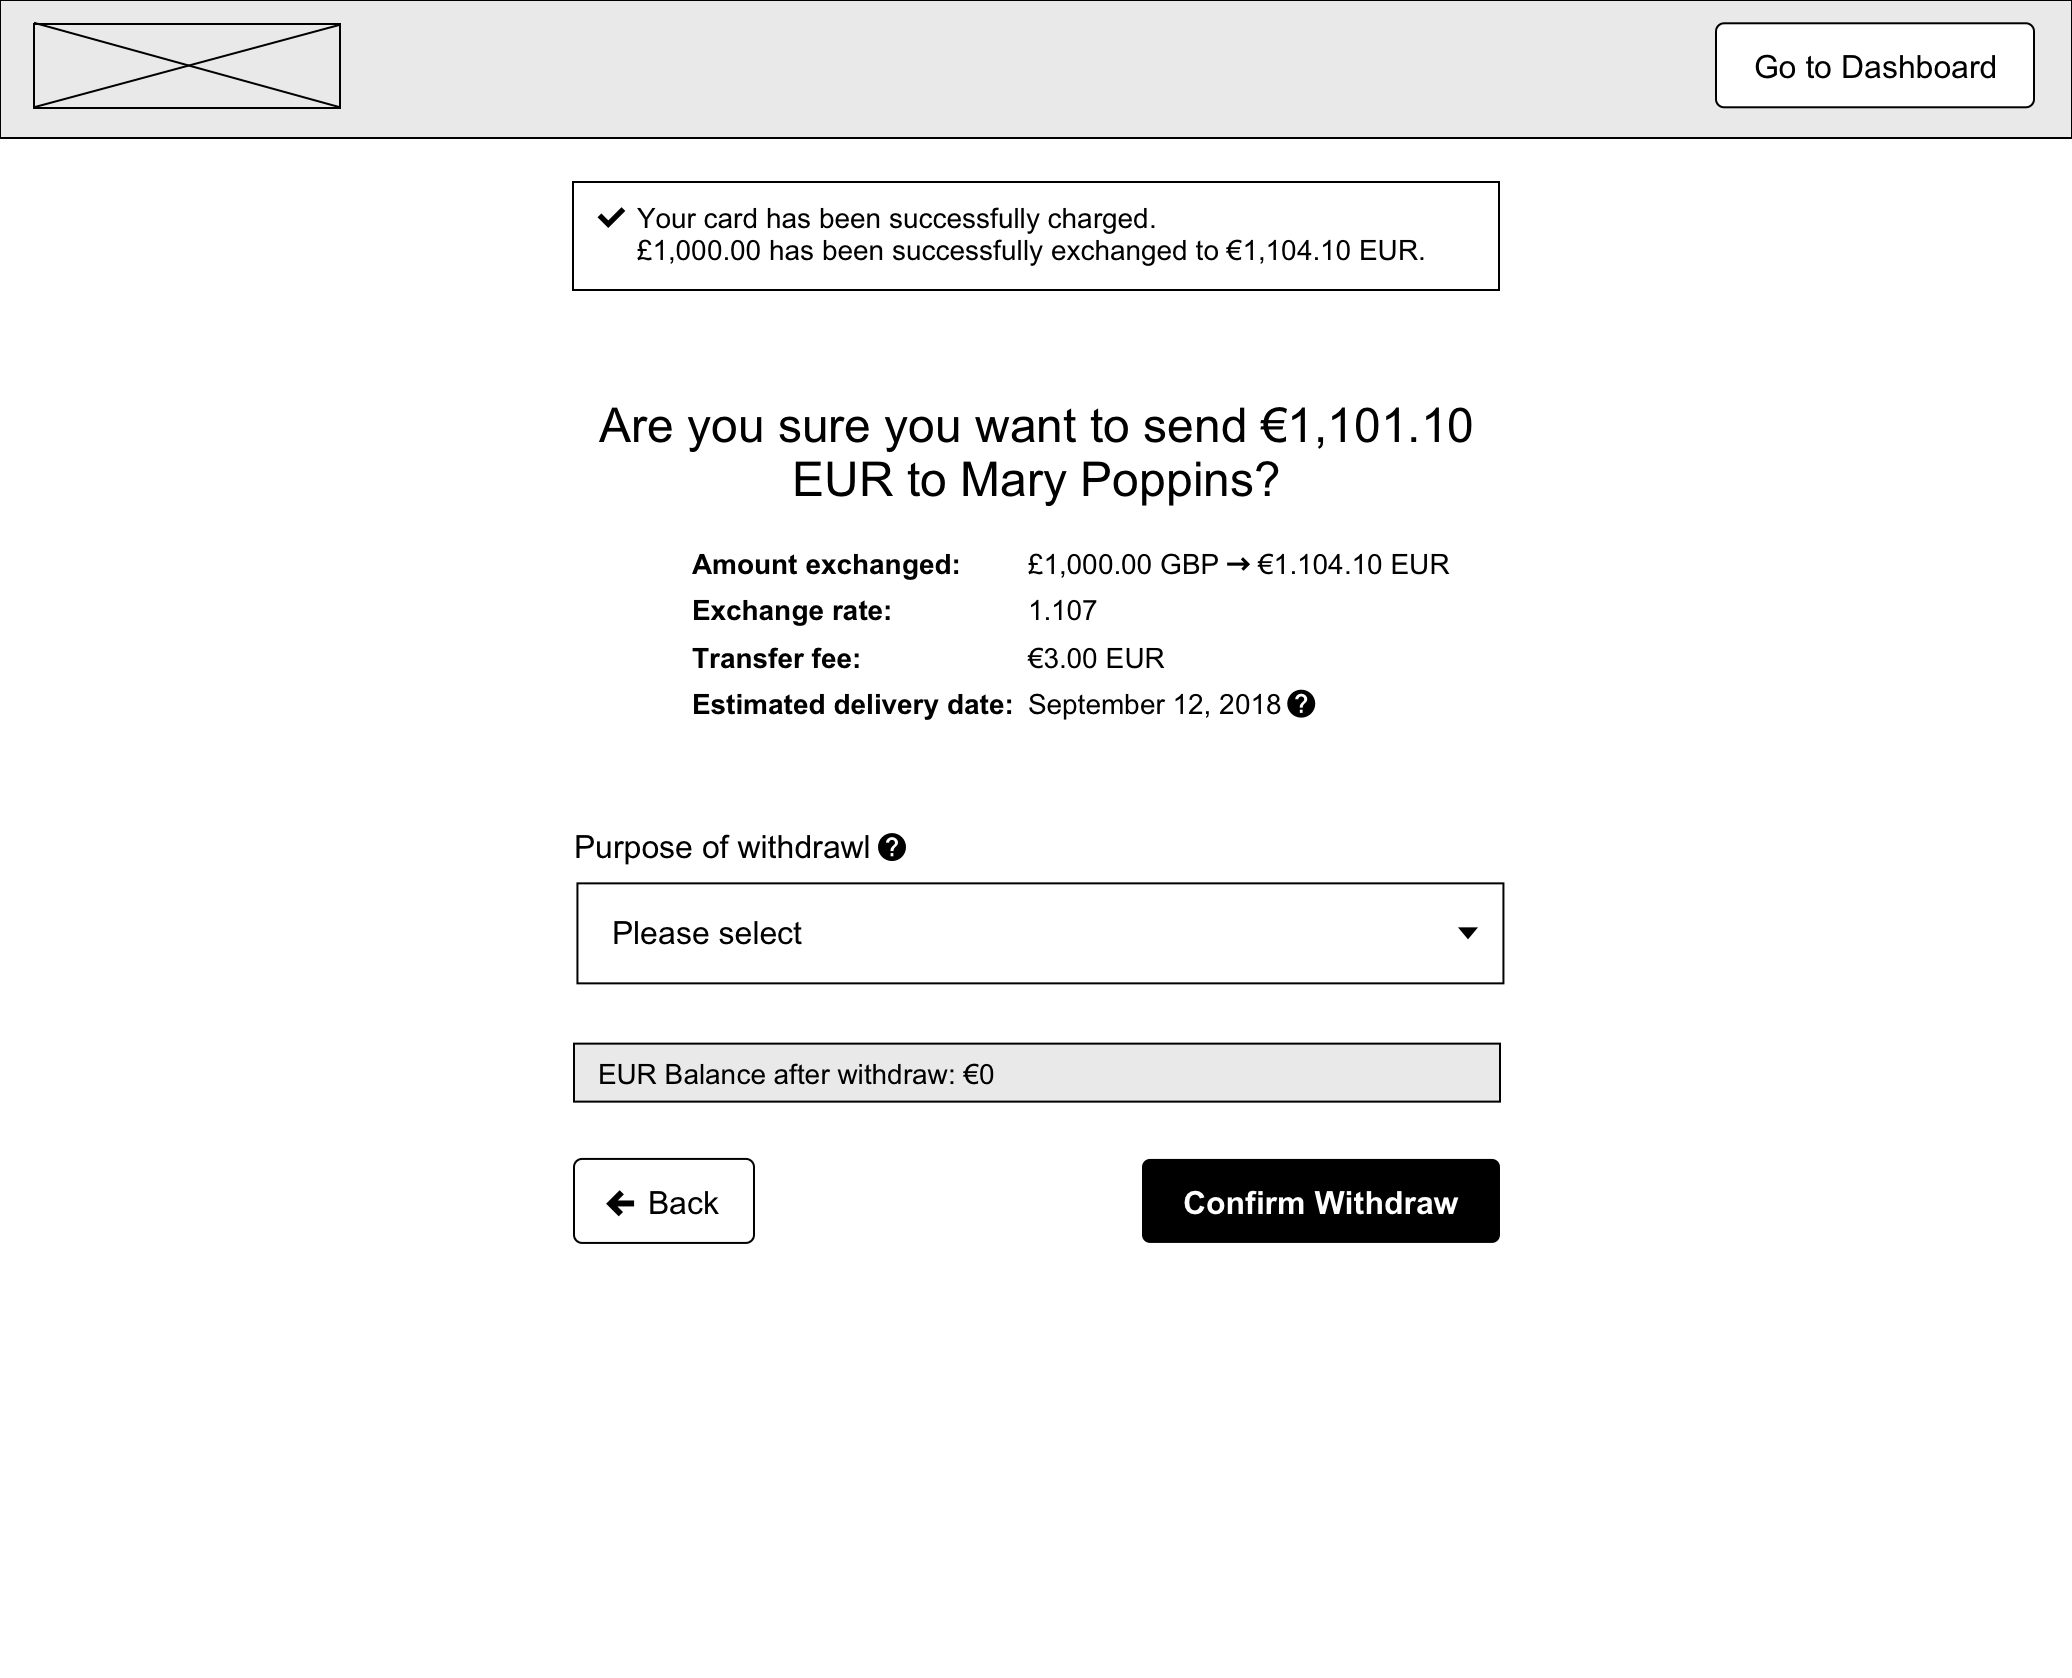 Go to Dashboard
Your card has been successfully charged.
£1,000.00 has been successfully exchanged to €1,104.10 EUR.
Are you sure you want to send €1,101.10
EUR to Mary Poppins?
Amount exchanged: £1,000.00 GBP → €1.104.10 EUR
Exchange rate: 1.107
Transfer fee: €3.00 EUR
Estimated delivery date: September 12, 2018 ?
Purpose of withdrawl ?
Please select
EUR Balance after withdraw: €0
Back
Confirm Withdraw